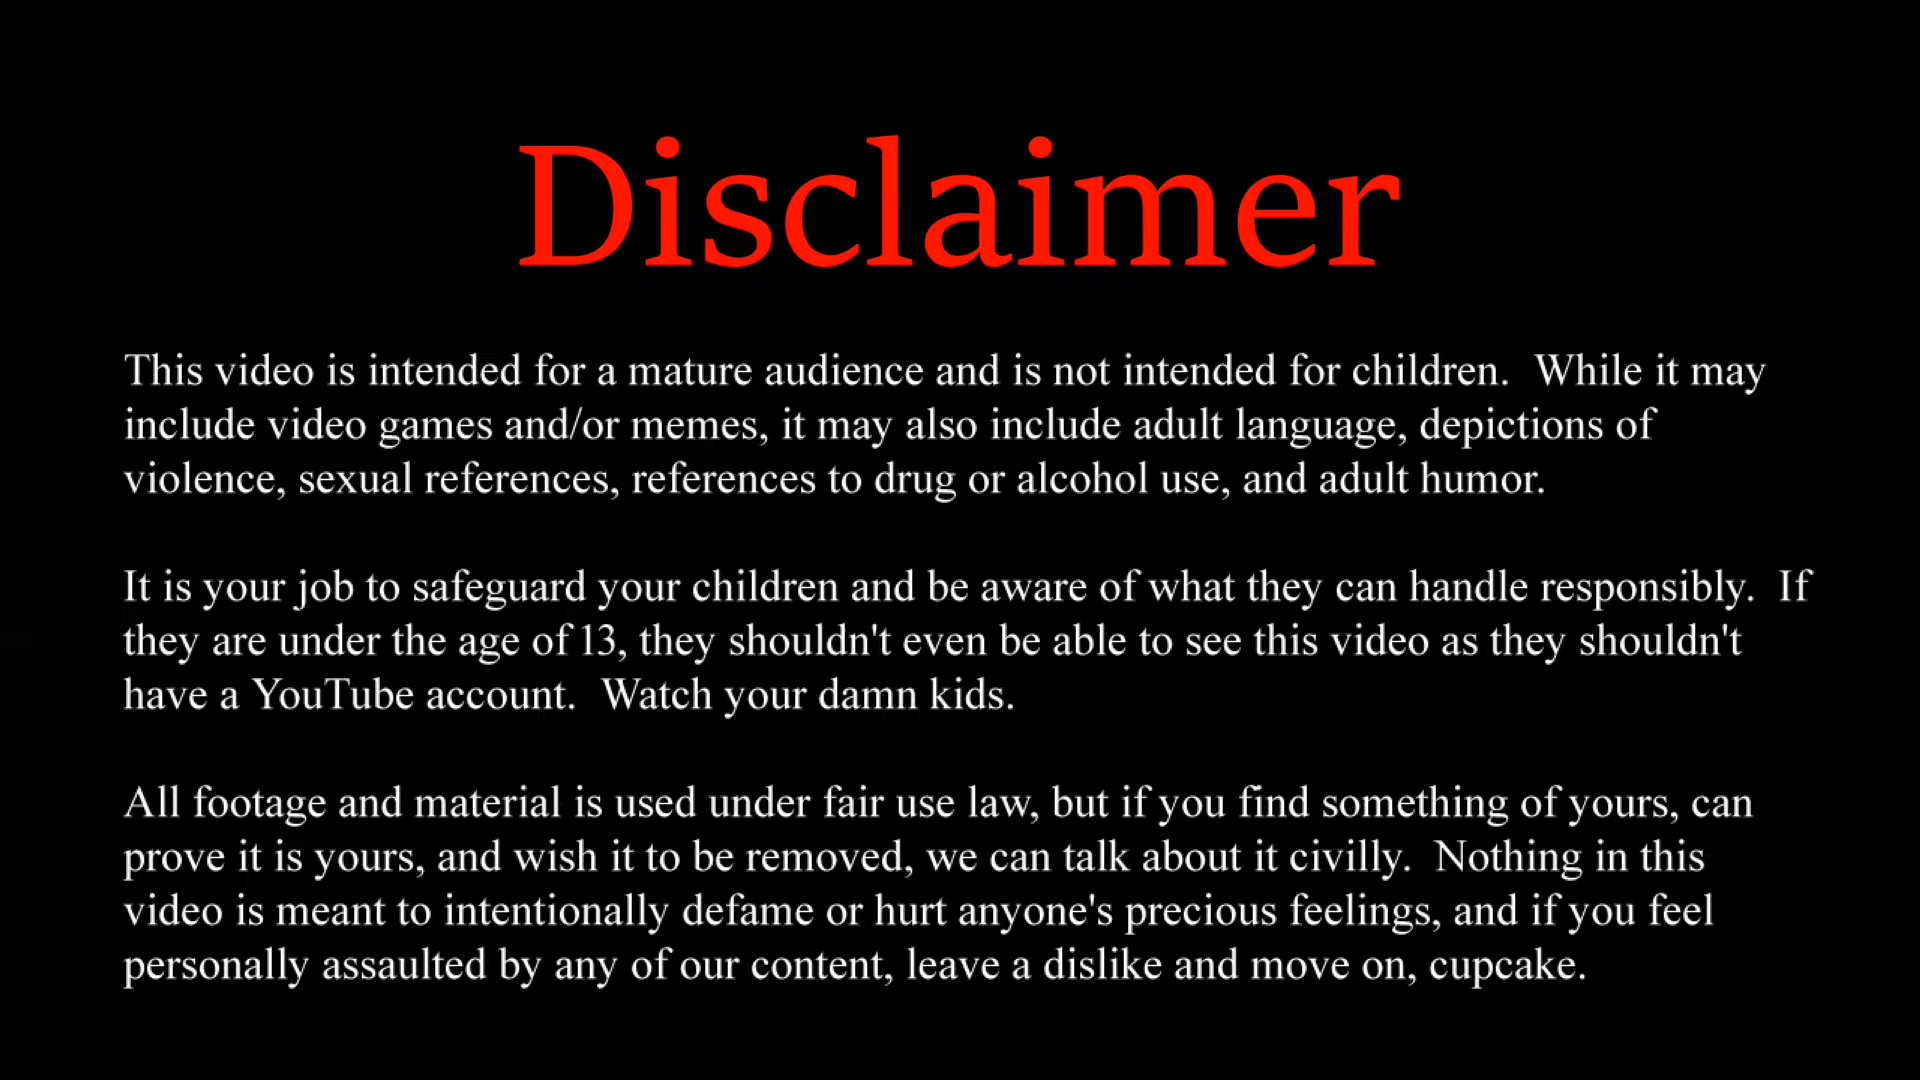 Disclaimer
This video is intended for a mature audience and is not intended for children.  While it may
include video games and/or memes, it may also include adult language, depictions of
violence, sexual references, references to drug or alcohol use, and adult humor.
It is your job to safeguard your children and be aware of what they can handle responsibly.  If
they are under the age of 13, they shouldn't even be able to see this video as they shouldn't
have a YouTube account.  Watch your damn kids.
All footage and material is used under fair use law, but if you find something of yours, can
prove it is yours, and wish it to be removed, we can talk about it civilly.  Nothing in this
video is meant to intentionally defame or hurt anyone's precious feelings, and if you feel
personally assaulted by any of our content, leave a dislike and move on, cupcake.